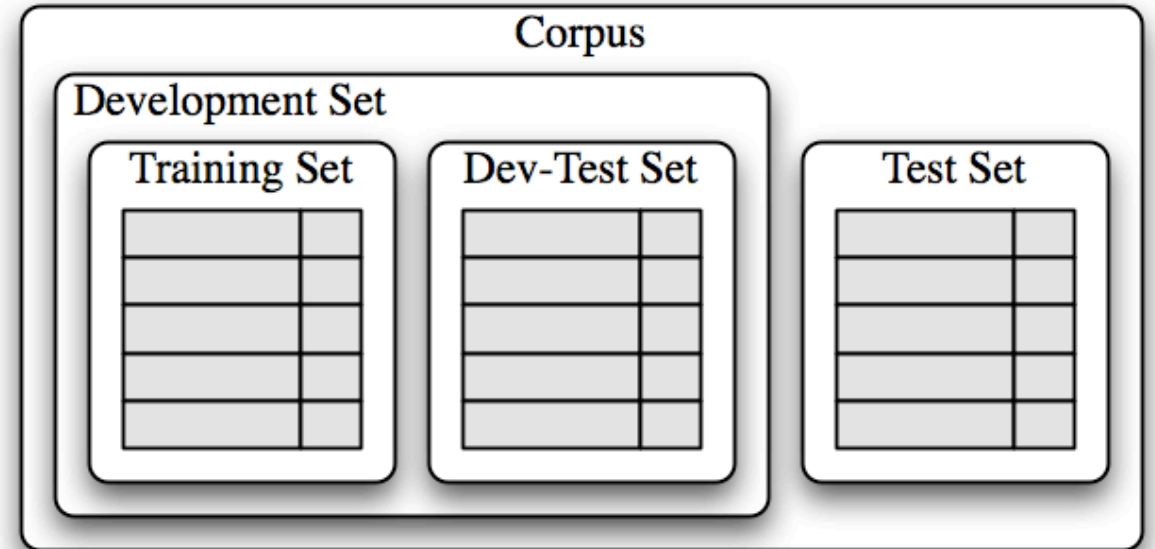 Corpus
Development Set
Training Set
Dev-Test Set
Test Set